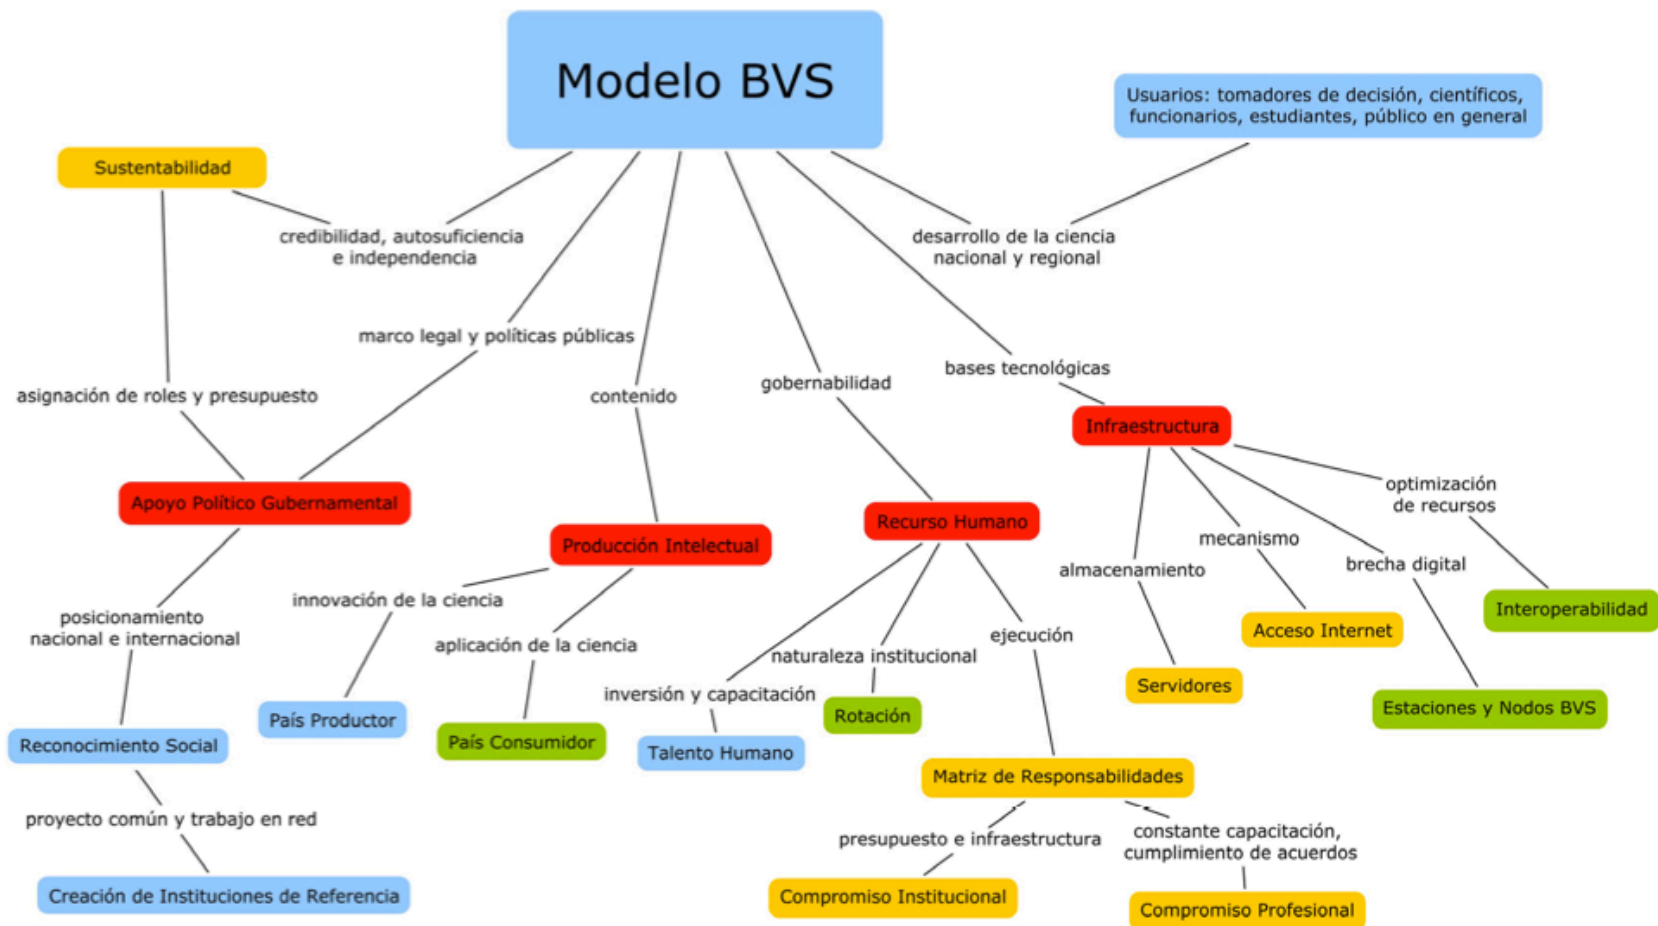 Modelo BVS
Usuarios: tomadores de decisión, científicos,
funcionarios, estudiantes, público en general
Sustentabilidad
credibilidad, autosuficiencia
e independencia
desarrollo de la ciencia
nacional y regional
marco legal y políticas públicas
asignación de roles y presupuesto
contenido
gobernabilidad
bases tecnológicas
Infraestructura
Apoyo Político Gubernamental
Producción Intelectual
Recurso Humano
optimización
de recursos
mecanismo
brecha digital
almacenamiento
Interoperabilidad
Acceso Internet
Servidores
Estaciones y Nodos BVS
posicionamiento
nacional e internacional
innovación de la ciencia
aplicación de la ciencia
ejecución
naturaleza institucional
inversión y capacitación
Reconocimiento Social
País Productor
País Consumidor
Talento Humano
Rotación
Matriz de Responsabilidades
proyecto común y trabajo en red
presupuesto e infraestructura
constante capacitación,
cumplimiento de acuerdos
Creación de Instituciones de Referencia
Compromiso Institucional
Compromiso Profesional